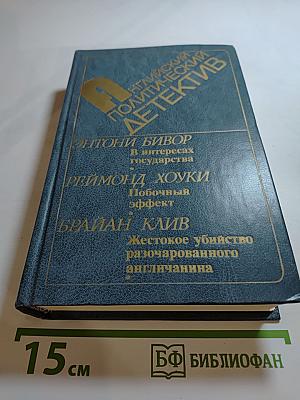 АНГЛИЙСКИЙ
ПОЛИТИЧЕСКИЙ
ДЕТЕКТИВ
ЭНТОНИ БИВОР
В интересах
государства
РЕЙМОНД ХОУКИ
Побочный
эффект
БРАЙАН КЛИВ
Жестокое убийство
разочарованного
англичанина
15 см
БФ БИБЛИОФАН